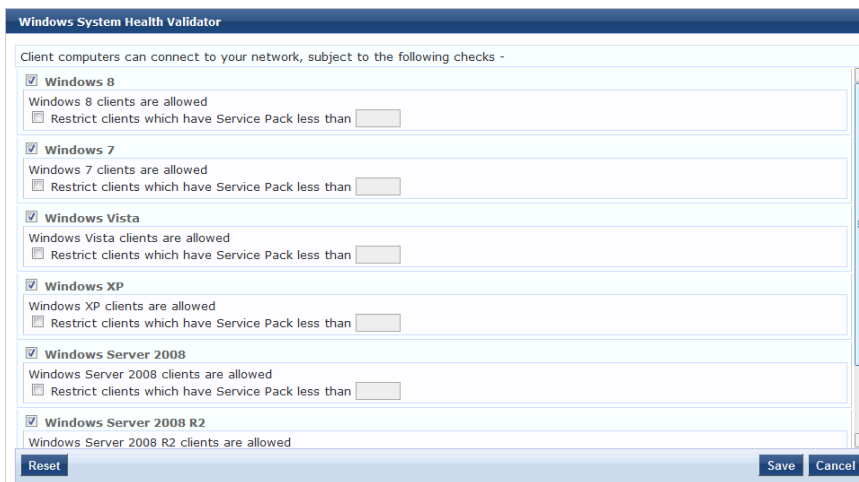 Windows System Health Validator
Client computers can connect to your network, subject to the following checks -
Windows 8
Windows 8 clients are allowed
Restrict clients which have Service Pack less than
Windows 7
Windows 7 clients are allowed
Restrict clients which have Service Pack less than
Windows Vista
Windows Vista clients are allowed
Restrict clients which have Service Pack less than
Windows XP
Windows XP clients are allowed
Restrict clients which have Service Pack less than
Windows Server 2008
Windows Server 2008 clients are allowed
Restrict clients which have Service Pack less than
Windows Server 2008 R2
Windows Server 2008 R2 clients are allowed
Reset Save Cancel